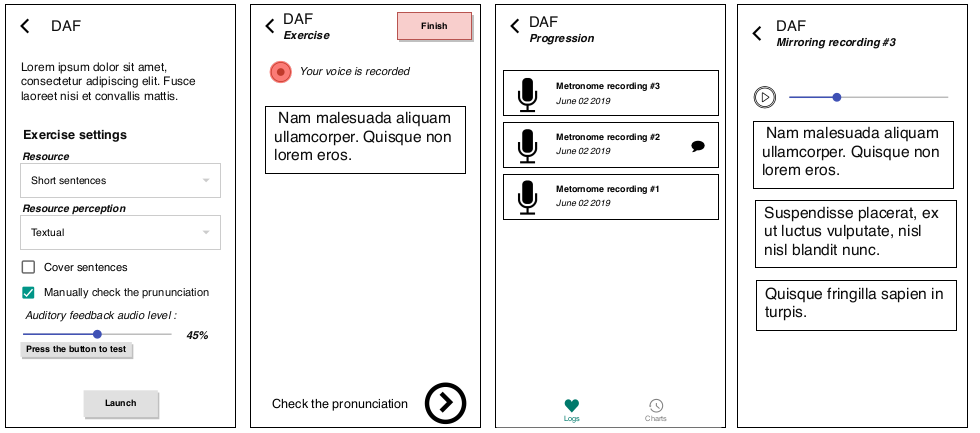 DAF
Lorem ipsum dolor sit amet,
consectetur adipiscing elit. Fusce
laoreet nisi et convallis mattis.
Exercise settings
Resource
Short sentences
Resource perception
Textual
Cover sentences
Manually check the prununciation
Auditory feedback audio level :
45%
Press the button to test
Launch
DAF
Exercise
Finish
Your voice is recorded
Nam malesuada aliquam
ullamcorper. Quisque non
lorem eros.
Check the pronunciation
DAF
Progression
Metronome recording #3
June 02 2019
Metronome recording #2
June 02 2019
Metornome recording #1
June 02 2019
Logs
Charts
DAF
Mirroring recording #3
Nam malesuada aliquam
ullamcorper. Quisque non
lorem eros.
Suspendisse placerat, ex
ut luctus vulputate, nisl
nisl blandit nunc.
Quisque fringilla sapien in
turpis.